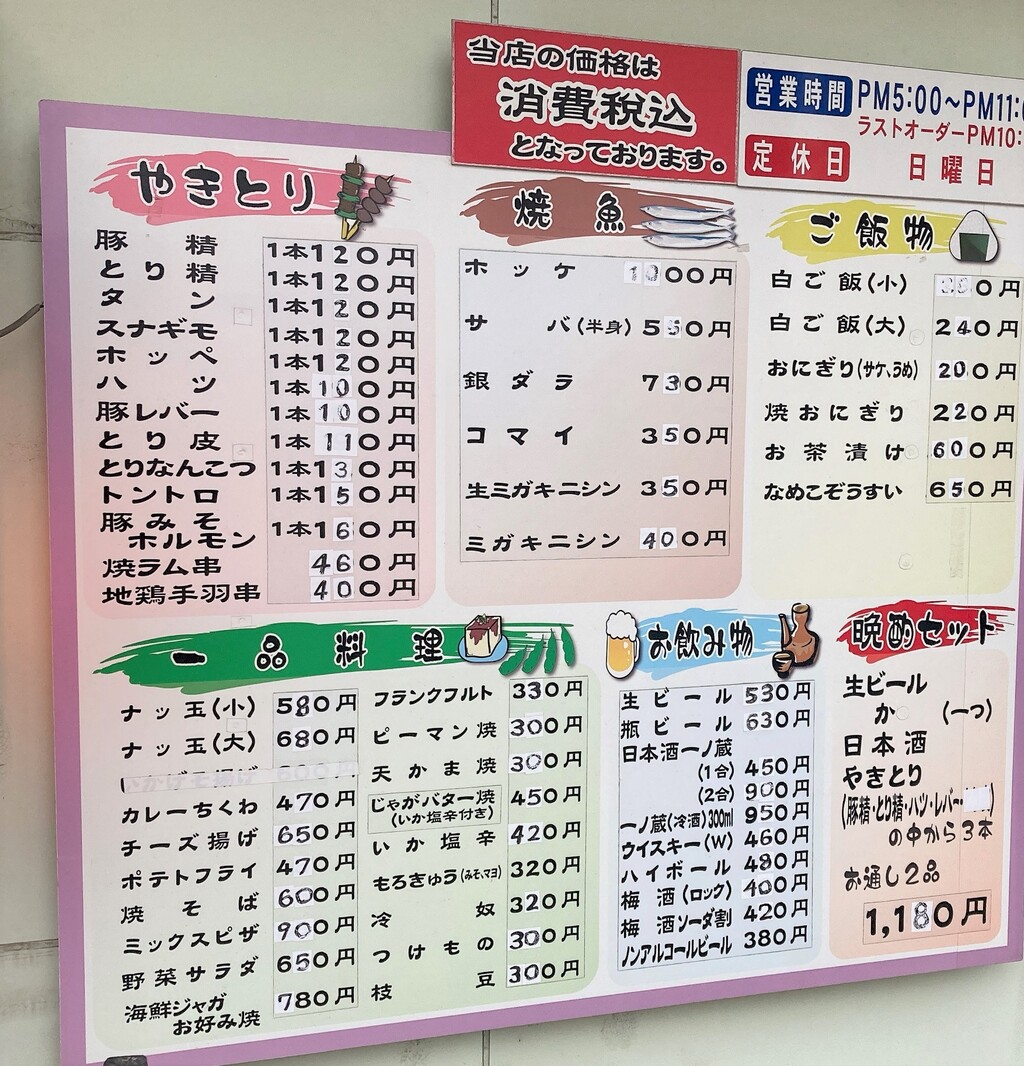 当店の価格は
消費税込
となっております。
営業時間 PM5:00～PM11:0
ラストオーダーPM10:
定休日 日曜日
やきとり
豚精 1本120円
とり精 1本120円
タン 1本120円
スナギモ 1本120円
ホッペ 1本120円
ハツ 1本100円
豚レバー 1本100円
とり皮 1本110円
とりなんこつ 1本130円
トントロ 1本150円
豚みそ
ホルモン 1本160円
焼ラム串 460円
地鶏手羽串 400円
焼魚
ホッケ 1000円
サバ(半身) 550円
銀ダラ 730円
コマイ 350円
生ミガキニシン 350円
ミガキニシン 400円
ご飯物
白ご飯(小) 0円
白ご飯(大) 240円
おにぎり(サケ、うめ) 200円
焼おにぎり 220円
お茶漬け 600円
なめこぞうすい 650円
一品料理
ナッ玉(小) 580円
ナッ玉(大) 680円
いかげそ揚げ 600円
カレーちくわ 470円
チーズ揚げ 650円
ポテトフライ 470円
焼そば 600円
ミックスピザ 900円
野菜サラダ 650円
海鮮ジャガ
お好み焼 780円
フランクフルト 330円
ピーマン焼 300円
天かま焼 300円
じゃがバター焼 450円
(いか塩辛付き)
いか塩辛 420円
もろきゅう(みそ、マヨ) 320円
冷奴 320円
つけもの 300円
枝豆 300円
お飲み物
生ビール 530円
瓶ビール 630円
日本酒一ノ蔵
(1合) 450円
(2合) 900円
一ノ蔵(冷酒)300ml 950円
ウイスキー(W) 460円
ハイボール 480円
梅酒(ロック) 400円
梅酒ソーダ割 420円
ノンアルコールビール 380円
晩酌セット
生ビール
か (一つ)
日本酒
やきとり
(豚精・とり精・ハツ・レバー・
の中から3本
お通し2品
1,180円